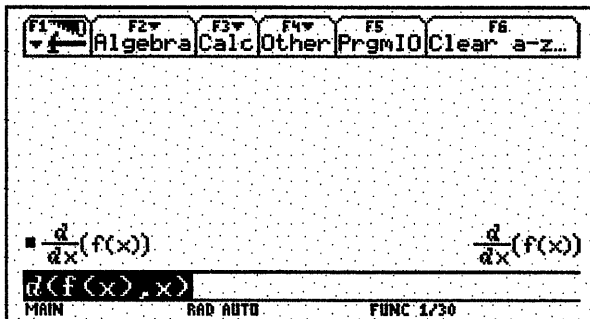 F1 F2 F3 F4 F5 F6
Algebra Calc Other PrgmIO Clear a-z…
d/dx(f(x)) d/dx(f(x))
d(f(x),x)
MAIN RAD AUTO FUNC 1/30